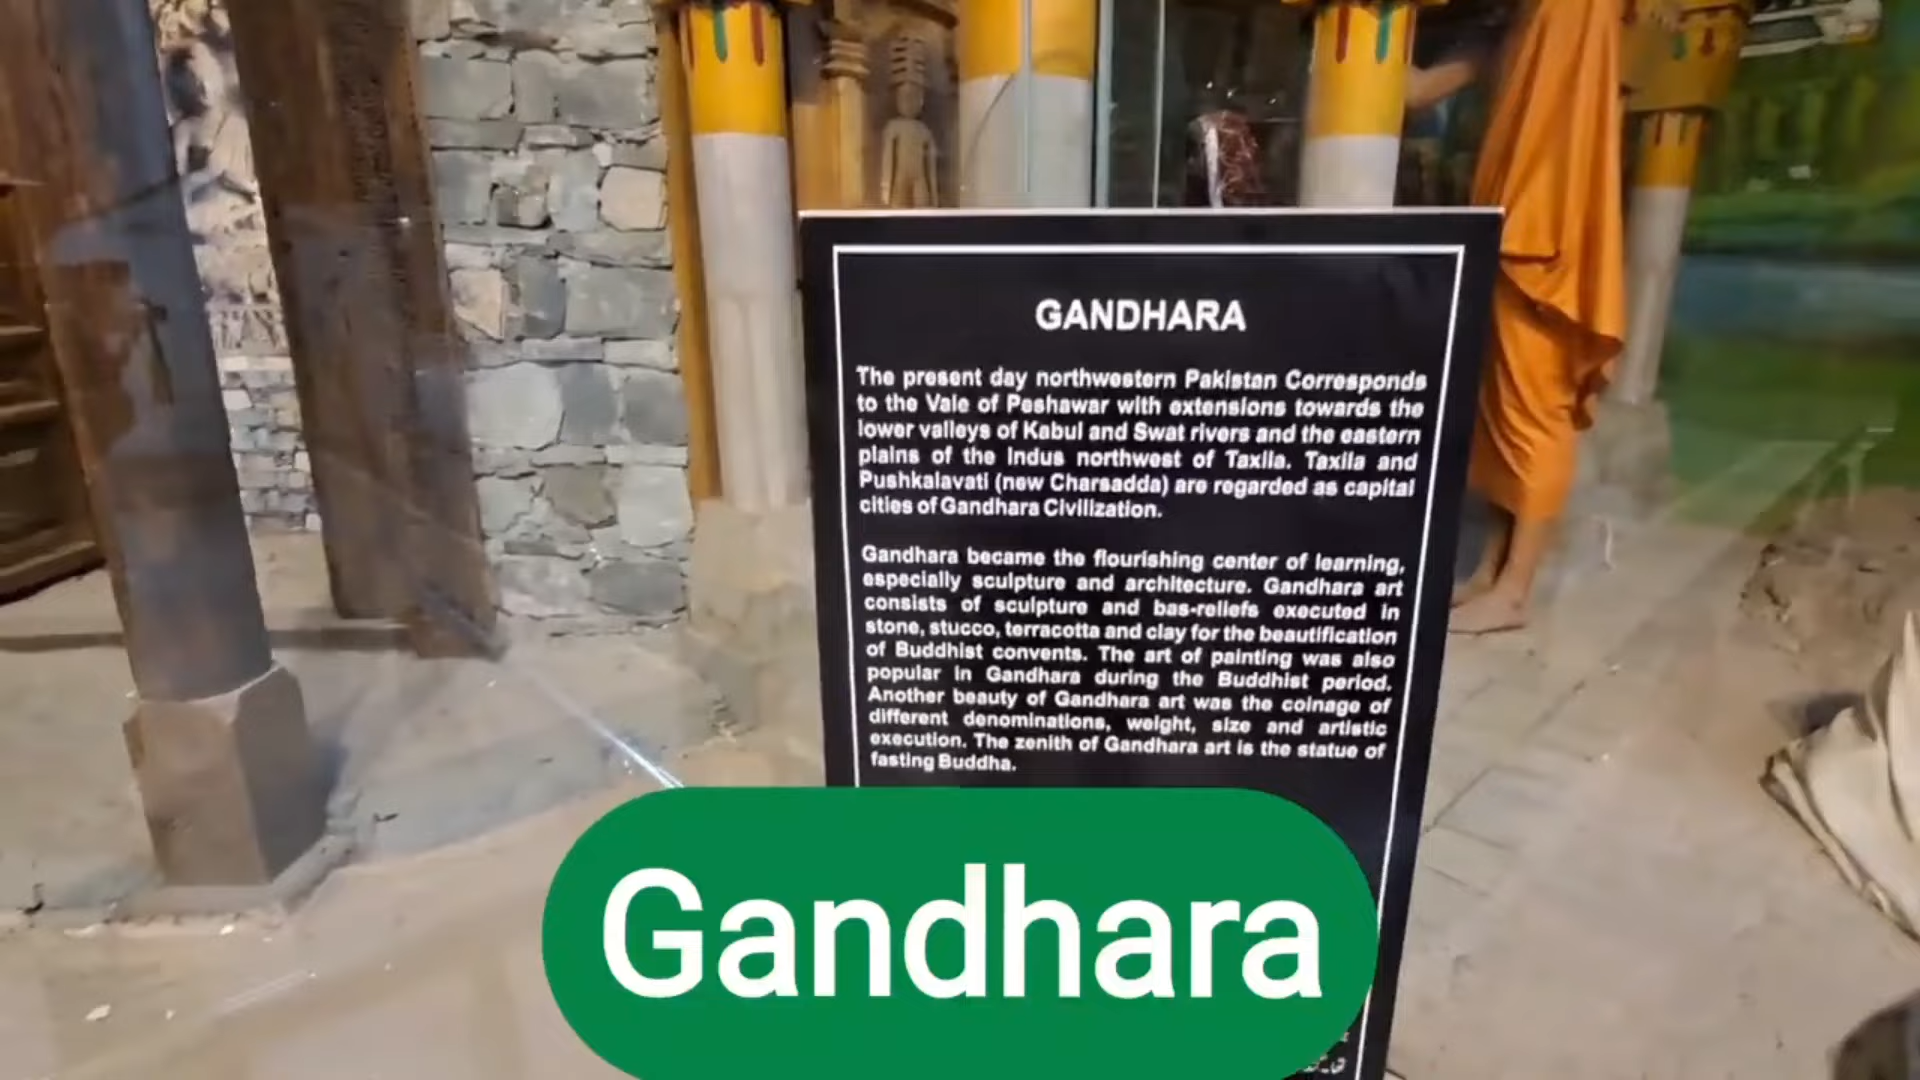 GANDHARA
The present day northwestern Pakistan Corresponds
to the Vale of Peshawar with extensions towards the
lower valleys of Kabul and Swat rivers and the eastern
plains of the Indus northwest of Taxila. Taxila and
Pushkalavati (new Charsadda) are regarded as capital
cities of Gandhara Civilization.
Gandhara became the flourishing center of learning,
especially sculpture and architecture. Gandhara art
consists of sculpture and bas-reliefs executed in
stone, stucco, terracotta and clay for the beautification
of Buddhist convents. The art of painting was also
popular in Gandhara during the Buddhist period.
Another beauty of Gandhara art was the coinage of
different denominations, weight, size and artistic
execution. The zenith of Gandhara art is the statue of
fasting Buddha.
Gandhara